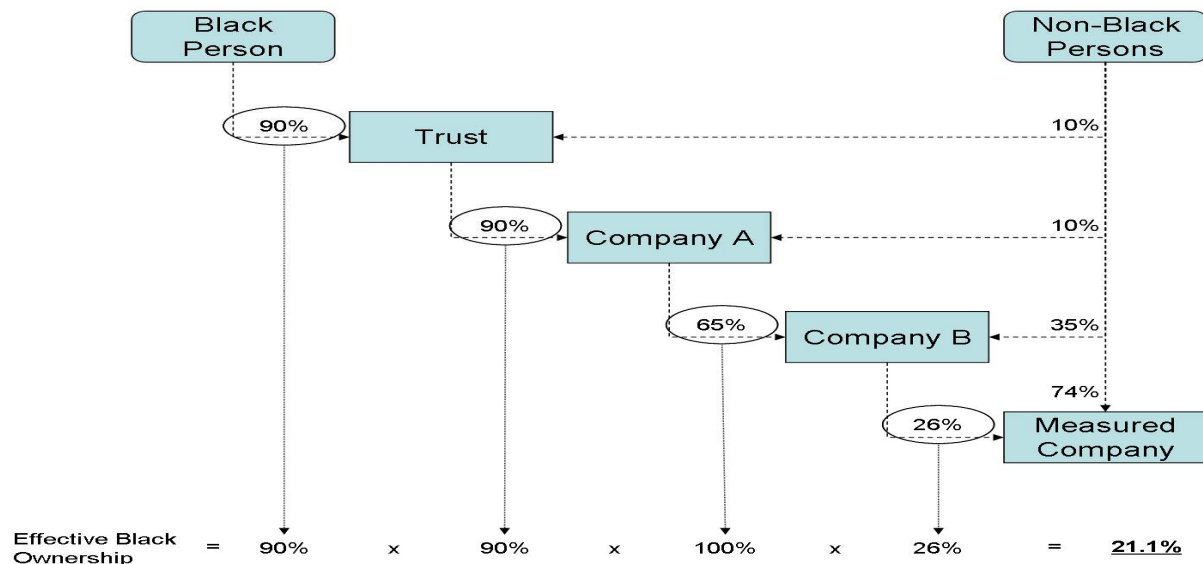 Black
Person
Non-Black
Persons
90%
Trust
10%
90%
Company A
10%
65%
Company B
35%
74%
26%
Measured
Company
Effective Black
Ownership
= 90% x 90% x 100% x 26% = 21.1%